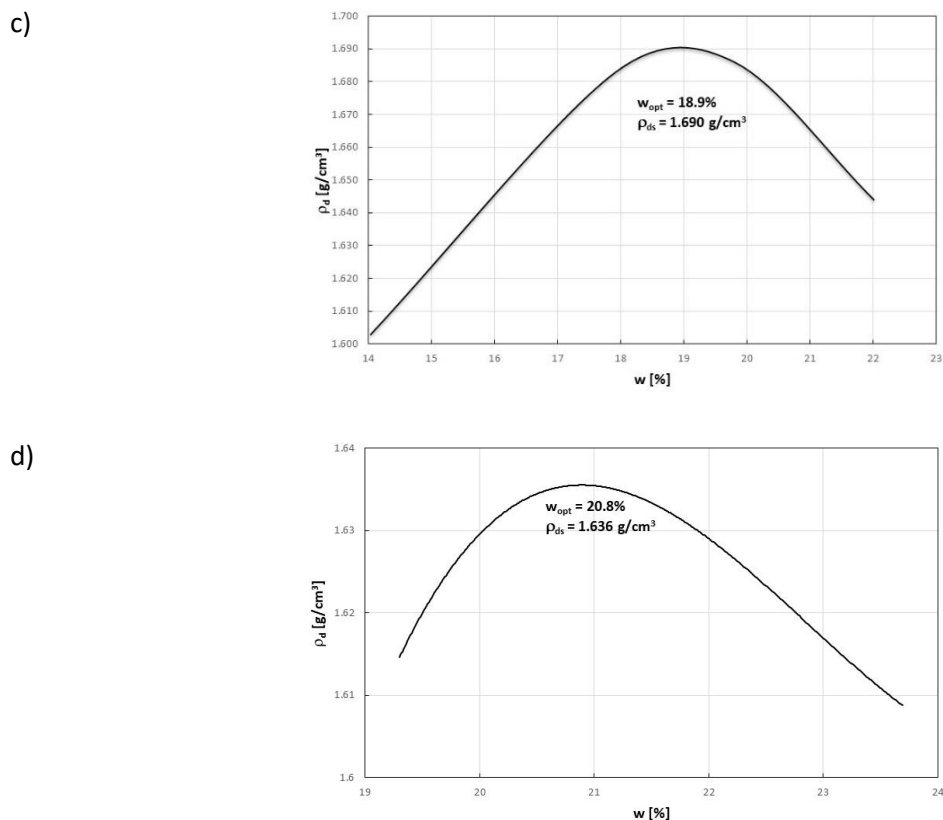 c)
1.700
1.690
1.680
1.670
1.660
1.650
1.640
1.630
1.620
1.610
1.600
ρd [g/cm³]
wopt = 18.9%
ρds = 1.690 g/cm³
14 15 16 17 18 19 20 21 22 23
w [%]
d)
1.64
1.63
1.62
1.61
1.6
ρd [g/cm³]
wopt = 20.8%
ρds = 1.636 g/cm³
19 20 21 22 23 24
w [%]